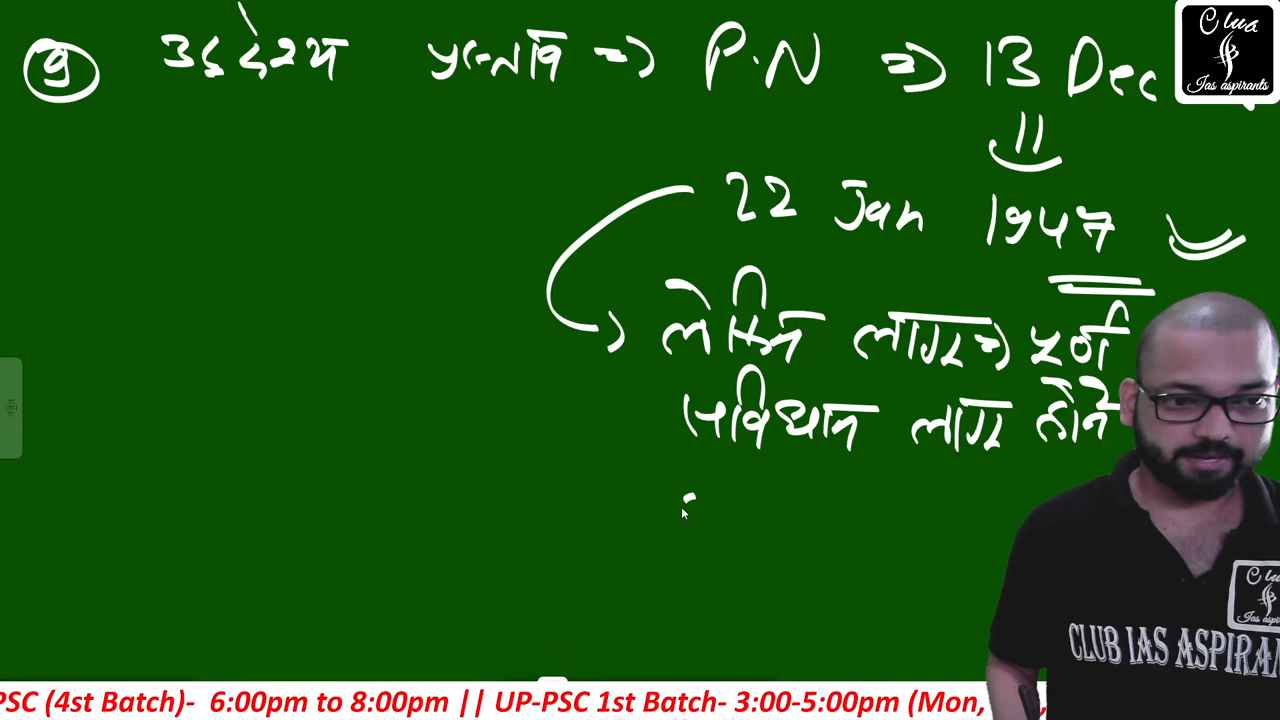 9 उद्देश्य प्रस्ताव => P.N => 13 Dec
Club
Ias aspirants
22 Jan 1947
लेकिन लागू => पूर्ण
संविधान लागू होने
CLUB IAS ASPIRAN
PSC (4st Batch)- 6:00pm to 8:00pm || UP-PSC 1st Batch- 3:00-5:00pm (Mon,